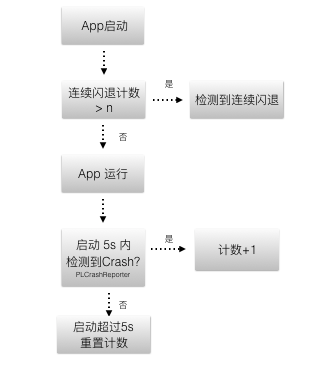 App启动
连续闪退计数
> n
是
检测到连续闪退
否
App 运行
启动 5s 内
检测到Crash?
PLCrashReporter
是
计数+1
否
启动超过5s
重置计数